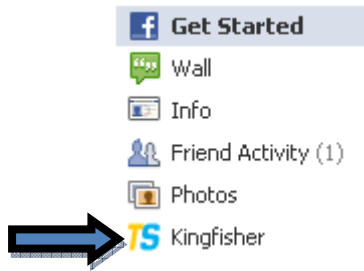 f Get Started
Wall
Info
Friend Activity (1)
Photos
TS Kingfisher